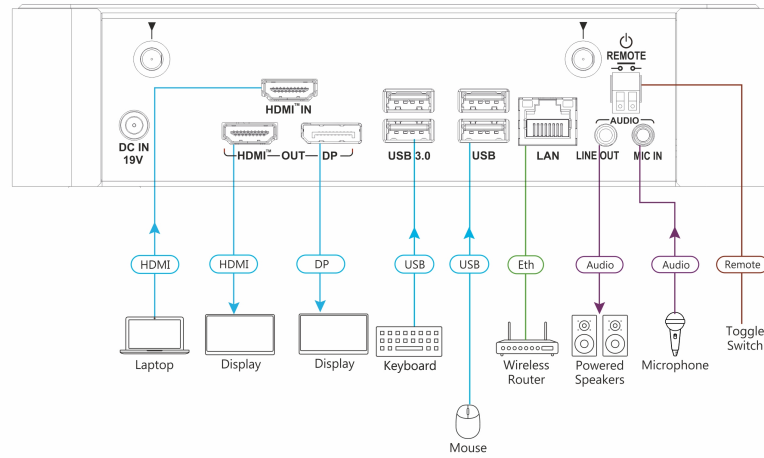 REMOTE
HDMI™ IN
AUDIO
DC IN
19V
HDMI™ OUT DP
USB 3.0
USB
LAN
LINE OUT
MIC IN
HDMI
HDMI
DP
USB
USB
Eth
Audio
Audio
Remote
Laptop
Display
Display
Keyboard
Wireless
Router
Powered
Speakers
Microphone
Toggle
Switch
Mouse